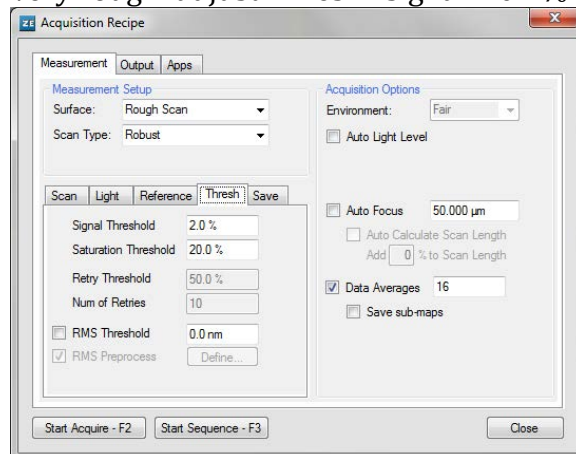 ZE Acquisition Recipe
X
Measurement Output Apps
Measurement Setup
Surface: Rough Scan
Scan Type: Robust
Scan Light Reference Thresh Save
Signal Threshold 2.0 %
Saturation Threshold 20.0 %
Retry Threshold 50.0 %
Num of Retries 10
RMS Threshold 0.0 nm
RMS Preprocess Define...
Acquisition Options
Environment: Fair
Auto Light Level
Auto Focus 50.000 µm
Auto Calculate Scan Length
Add 0 % to Scan Length
Data Averages 16
Save sub-maps
Start Acquire - F2 Start Sequence - F3 Close